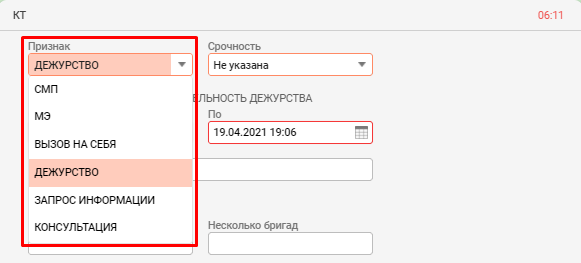 КТ 06:11
Признак Срочность
ДЕЖУРСТВО Не указана
СМП
ЕЛЬНОСТЬ ДЕЖУРСТВА
МЭ
По
19.04.2021 19:06
ВЫЗОВ НА СЕБЯ
ДЕЖУРСТВО
ЗАПРОС ИНФОРМАЦИИ
КОНСУЛЬТАЦИЯ
Несколько бригад